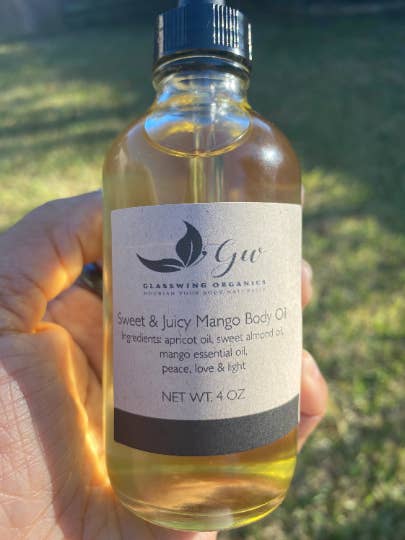 Gw
GLASSWING ORGANICS
NOURISH YOUR BODY NATURALLY
Sweet & Juicy Mango Body Oil
Ingredients: apricot oil, sweet almond oil,
mango essential oil,
peace, love & light
NET WT. 4 OZ